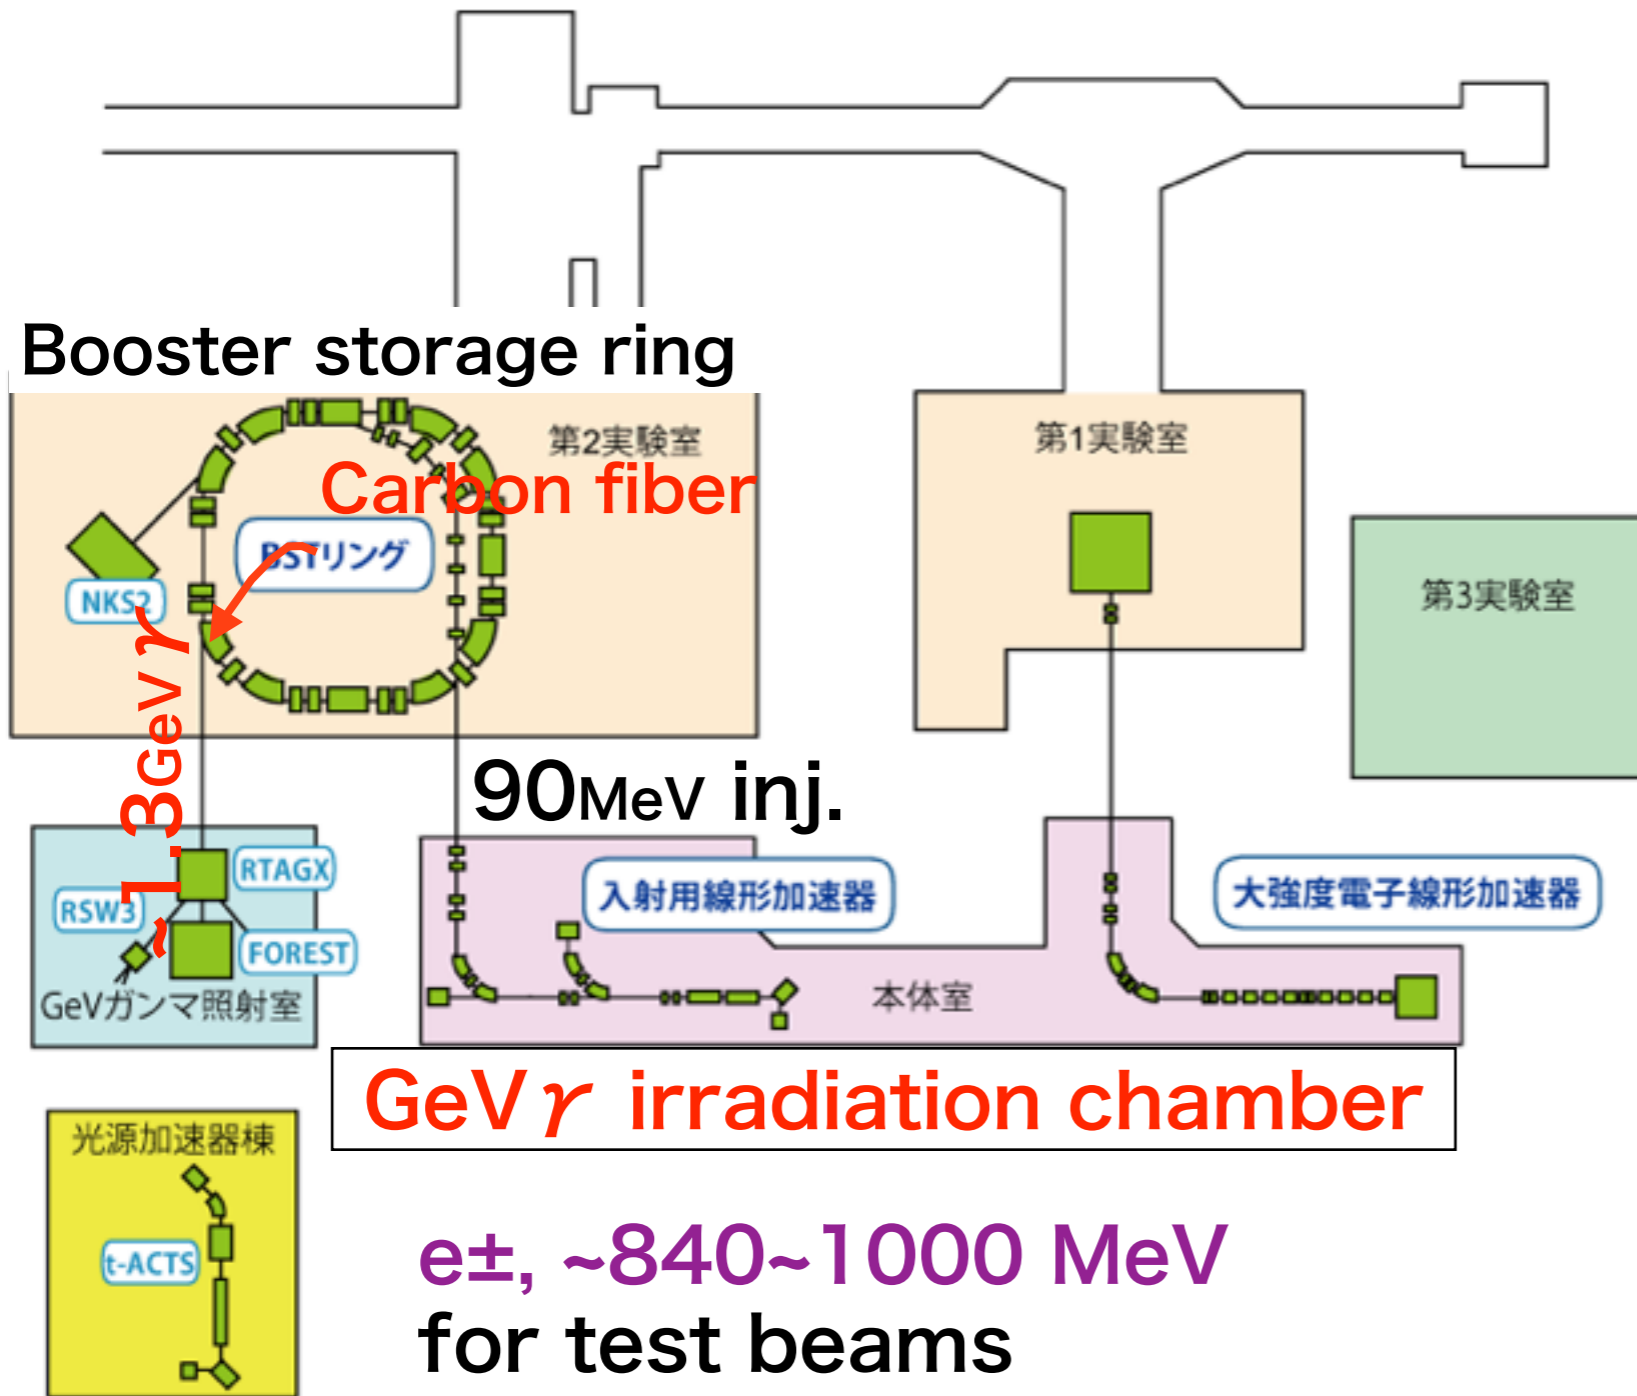 Booster storage ring
第2実験室
第1実験室
Carbon fiber
BSTリング
NKS2
第3実験室
~1.3GeVγ
90MeV inj.
RTAGX
RSW3
FOREST
GeVガンマ照射室
入射用線形加速器
大強度電子線形加速器
本体室
GeVγ irradiation chamber
光源加速器棟
t-ACTS
e±, ~840~1000 MeV
for test beams